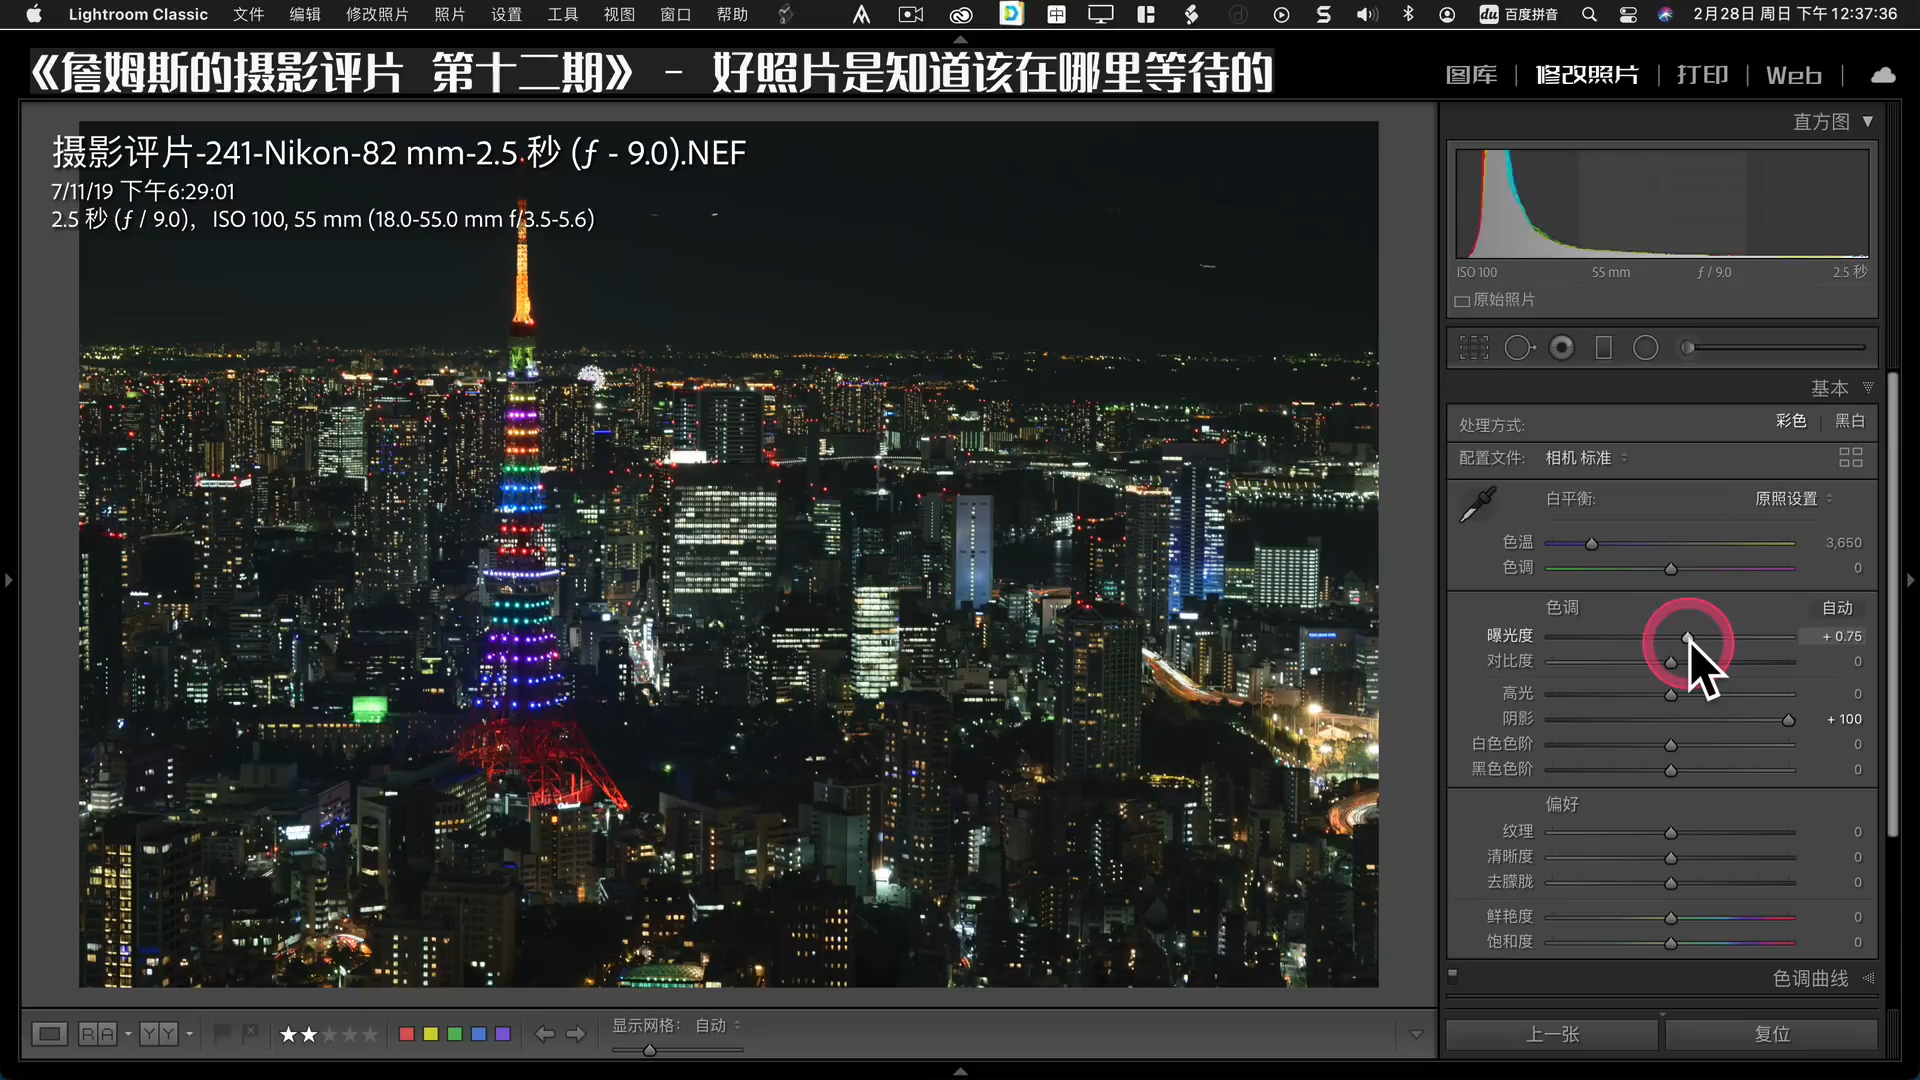 Lightroom Classic 文件 编辑 修改照片 照片 设置 工具 视图 窗口 帮助 中 du 百度拼音 2月28日 周日 下午 12:37:36
《詹姆斯的摄影评片 第十二期》 - 好照片是知道该在哪里等待的
图库 | 修改照片 | 打印 | Web |
直方图
摄影评片-241-Nikon-82 mm-2.5 秒 (ƒ - 9.0).NEF
7/11/19 下午6:29:01
2.5 秒 (ƒ / 9.0)， ISO 100, 55 mm (18.0-55.0 mm f/3.5-5.6)
ISO 100 55 mm ƒ / 9.0 2.5 秒
原始照片
基本
处理方式: 彩色 | 黑白
配置文件: 相机 标准
白平衡: 原照设置
色温 3,650
色调 0
色调 自动
曝光度 + 0.75
对比度 0
高光 0
阴影 + 100
白色色阶 0
黑色色阶 0
偏好
纹理 0
清晰度 0
去朦胧 0
鲜艳度 0
饱和度 0
色调曲线
RA YY 显示网格: 自动
上一张 复位